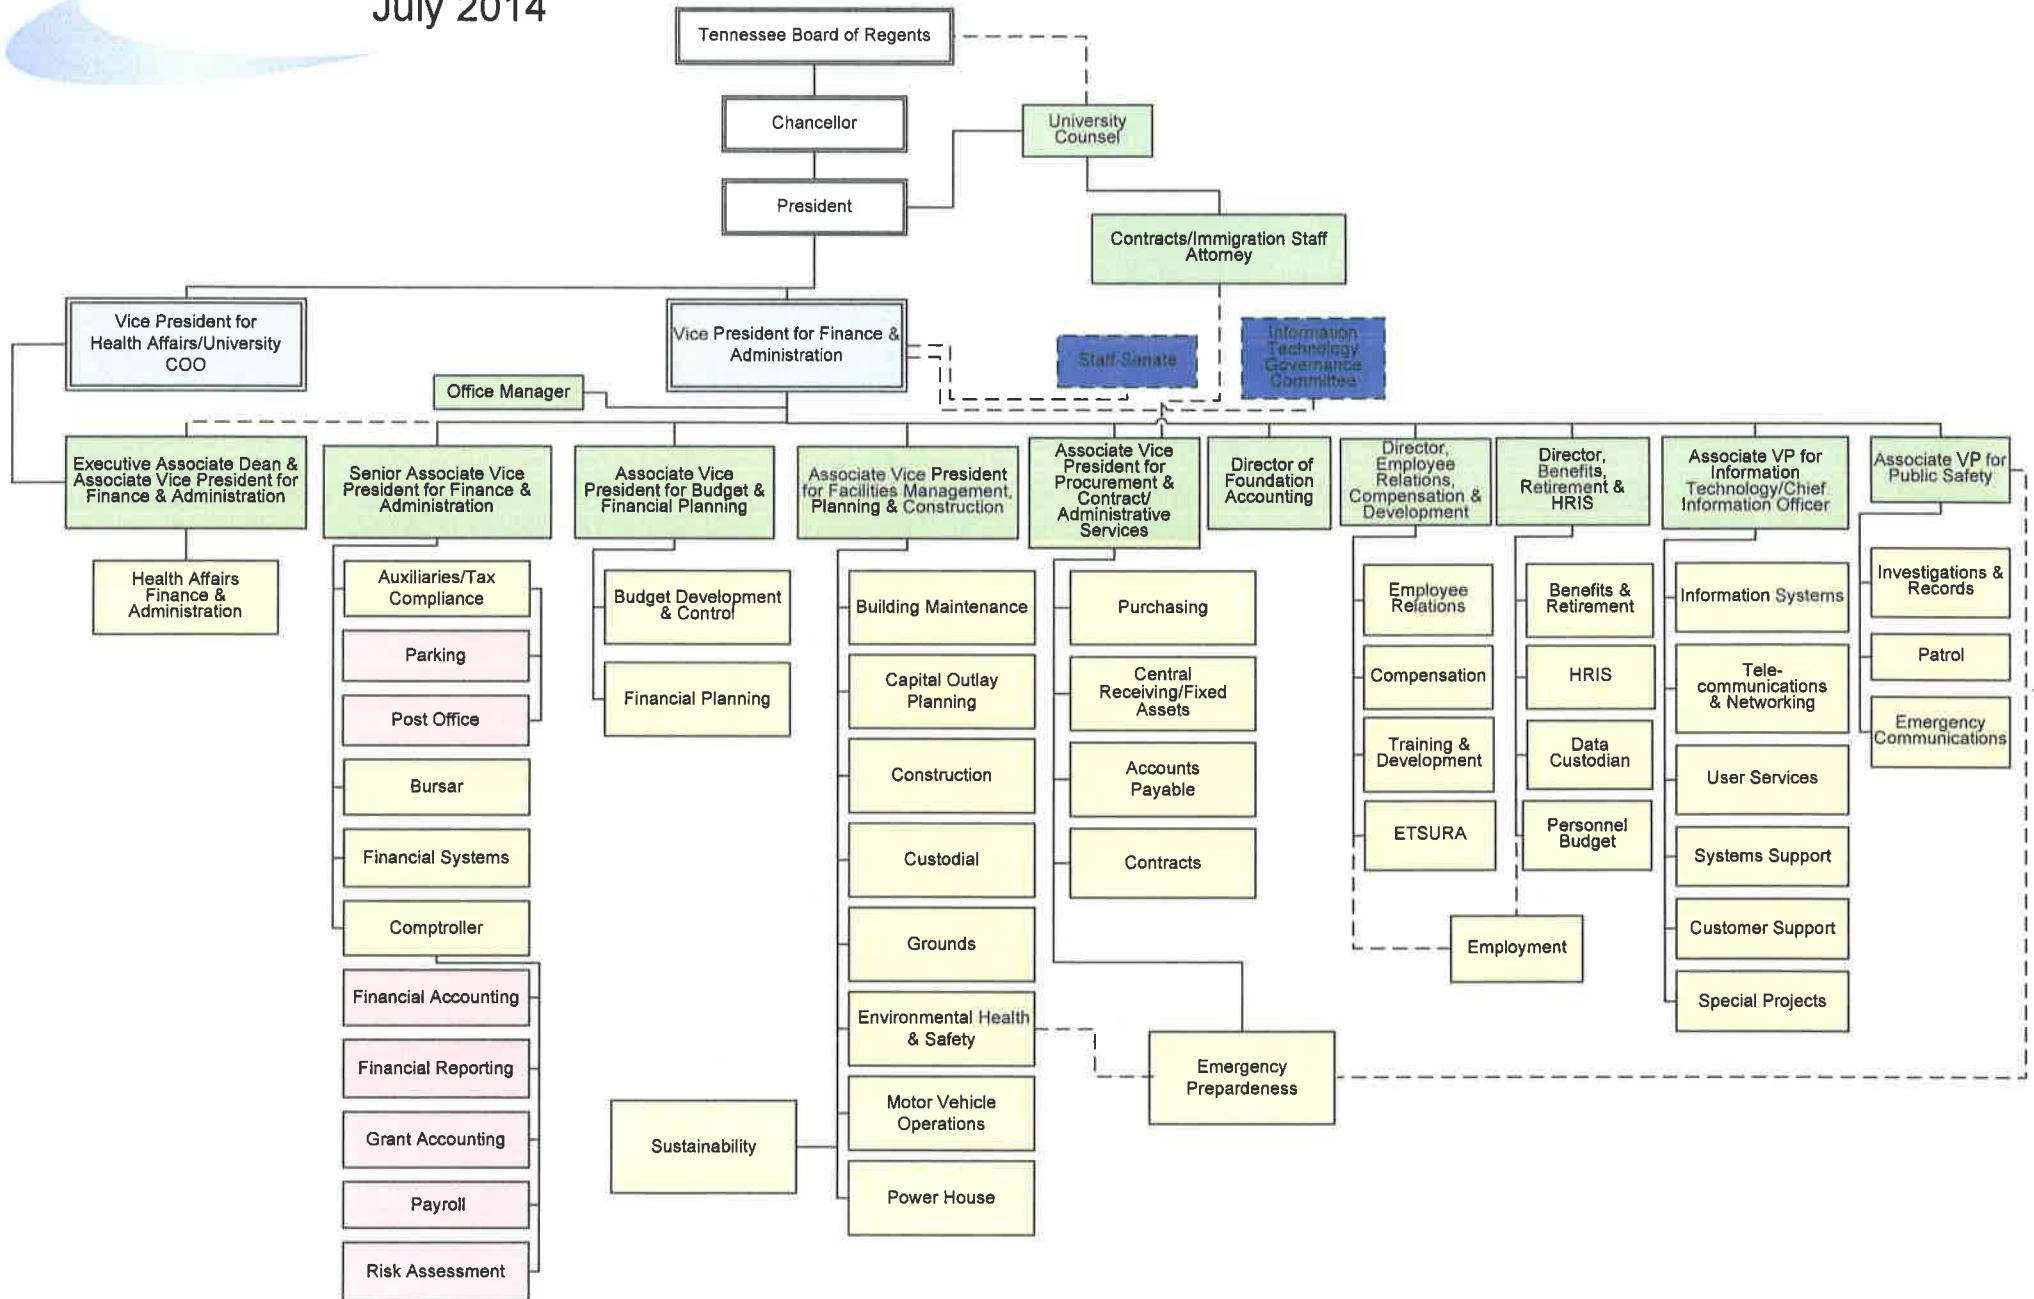 July 2014
Tennessee Board of Regents
Chancellor
University
Counsel
President
Contracts/Immigration Staff
Attorney
Vice President for
Health Affairs/University
COO
Vice President for Finance &
Administration
Staff Senate
Information
Technology
Governance
Committee
Office Manager
Executive Associate Dean &
Associate Vice President for
Finance & Administration
Senior Associate Vice
President for Finance &
Administration
Associate Vice
President for Budget &
Financial Planning
Associate Vice President
for Facilities Management,
Planning & Construction
Associate Vice
President for
Procurement &
Contract/
Administrative
Services
Director of
Foundation
Accounting
Director,
Employee
Relations,
Compensation &
Development
Director,
Benefits,
Retirement &
HRIS
Associate VP for
Information
Technology/Chief
Information Officer
Associate VP for
Public Safety
Health Affairs
Finance &
Administration
Auxiliaries/Tax
Compliance
Parking
Post Office
Bursar
Financial Systems
Comptroller
Financial Accounting
Financial Reporting
Grant Accounting
Payroll
Risk Assessment
Budget Development
& Control
Financial Planning
Building Maintenance
Capital Outlay
Planning
Construction
Custodial
Grounds
Environmental Health
& Safety
Motor Vehicle
Operations
Power House
Sustainability
Purchasing
Central
Receiving/Fixed
Assets
Accounts
Payable
Contracts
Emergency
Prepardeness
Employee
Relations
Compensation
Training &
Development
ETSURA
Benefits &
Retirement
HRIS
Data
Custodian
Personnel
Budget
Employment
Information Systems
Tele-
communications
& Networking
User Services
Systems Support
Customer Support
Special Projects
Investigations &
Records
Patrol
Emergency
Communications